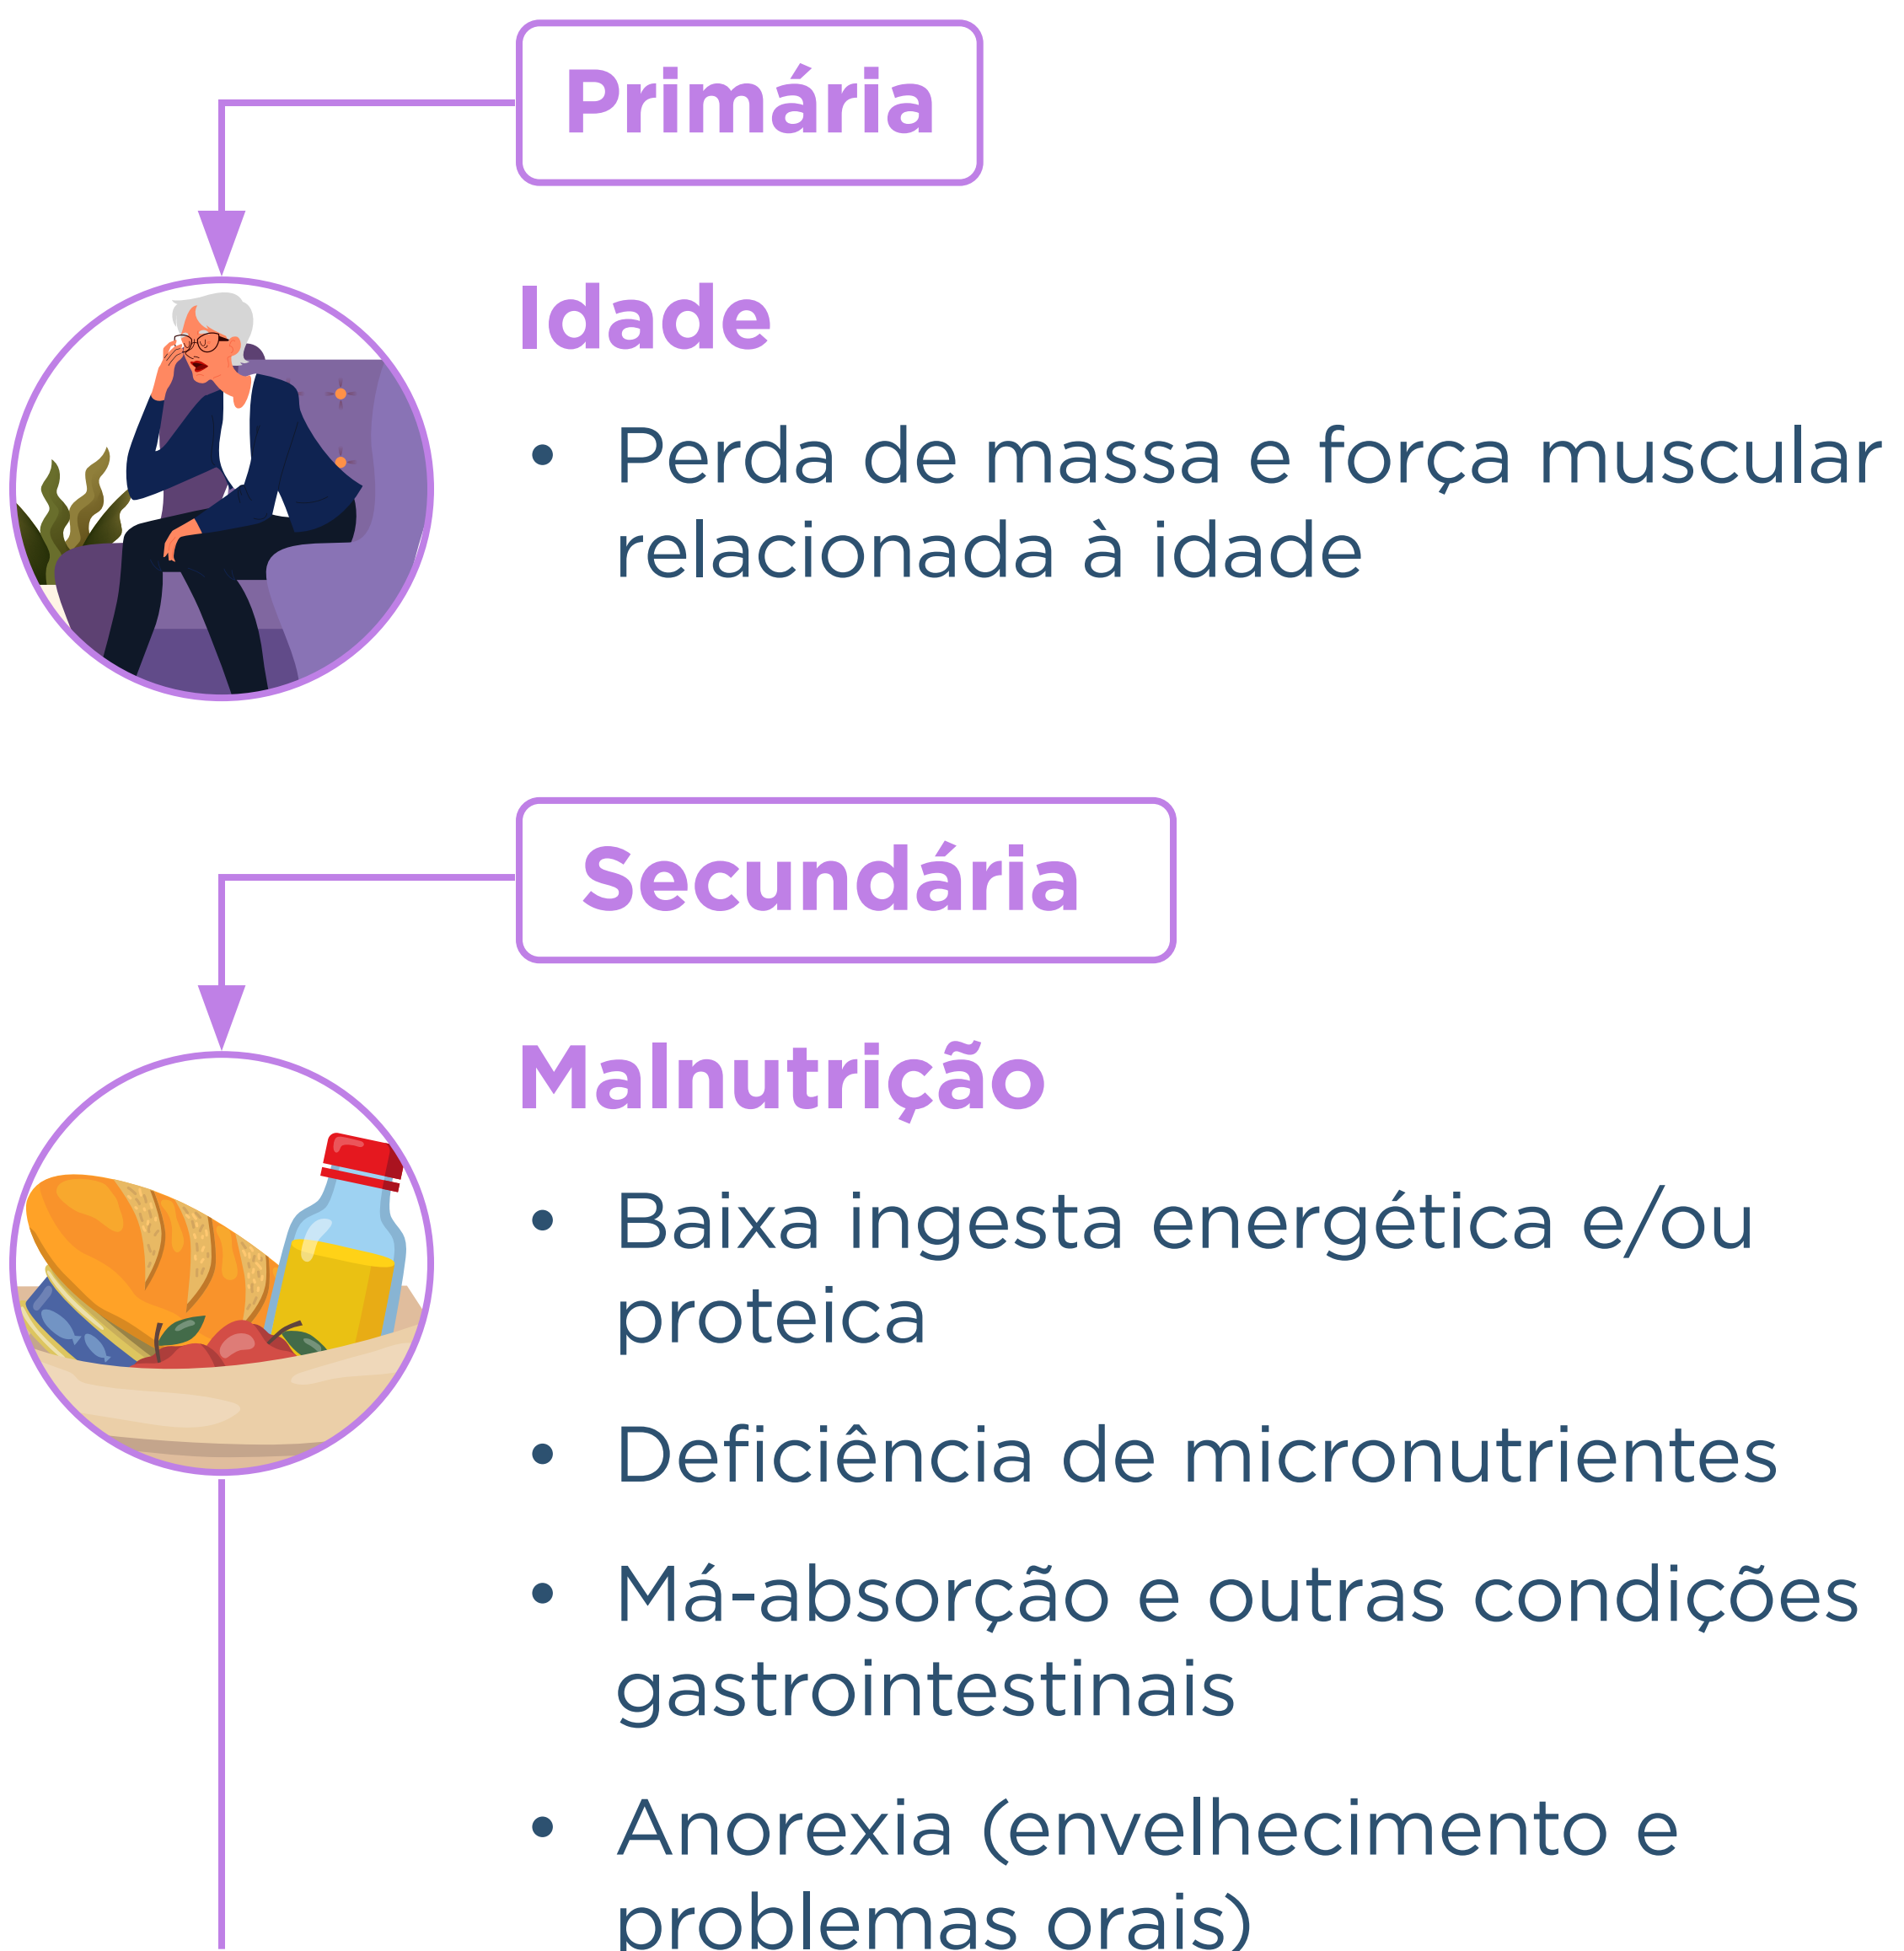 Primária
Idade
• Perda de massa e força muscular
relacionada à idade
Secundária
Malnutrição
• Baixa ingesta energética e/ou
proteica
• Deficiência de micronutrientes
• Má-absorção e outras condições
gastrointestinais
• Anorexia (envelhecimento e
problemas orais)